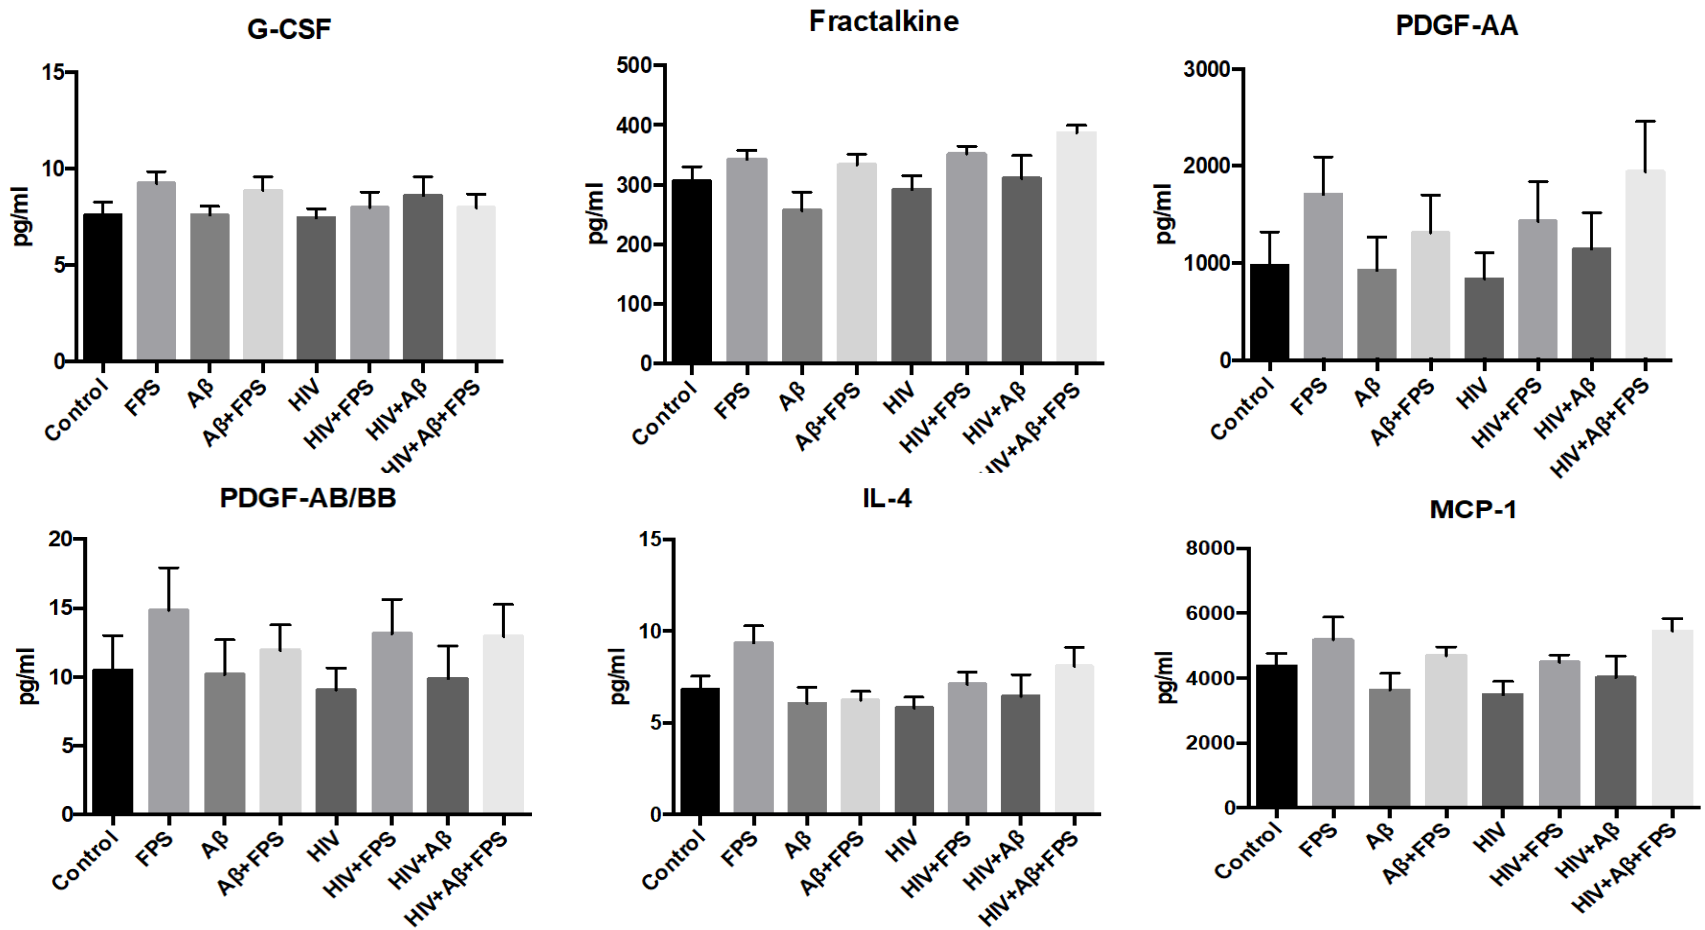 G-CSF
pg/ml
15
10
5
0
Control
FPS
Aβ
Aβ+FPS
HIV
HIV+FPS
HIV+Aβ
HIV+Aβ+FPS
Fractalkine
pg/ml
500
400
300
200
100
0
Control
FPS
Aβ
Aβ+FPS
HIV
HIV+FPS
HIV+Aβ
HIV+Aβ+FPS
PDGF-AA
pg/ml
3000
2000
1000
0
Control
FPS
Aβ
Aβ+FPS
HIV
HIV+FPS
HIV+Aβ
HIV+Aβ+FPS
PDGF-AB/BB
pg/ml
20
15
10
5
0
Control
FPS
Aβ
Aβ+FPS
HIV
HIV+FPS
HIV+Aβ
HIV+Aβ+FPS
IL-4
pg/ml
15
10
5
0
Control
FPS
Aβ
Aβ+FPS
HIV
HIV+FPS
HIV+Aβ
HIV+Aβ+FPS
MCP-1
pg/ml
8000
6000
4000
2000
0
Control
FPS
Aβ
Aβ+FPS
HIV
HIV+FPS
HIV+Aβ
HIV+Aβ+FPS